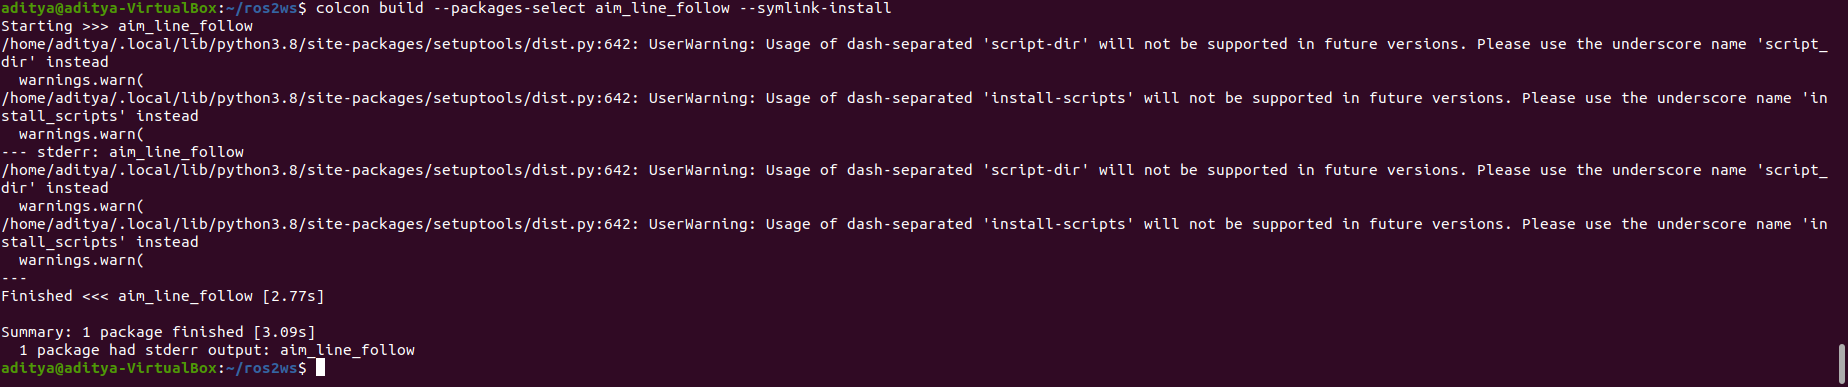 aditya@aditya-VirtualBox:~/ros2ws$ colcon build --packages-select aim_line_follow --symlink-install
Starting >>> aim_line_follow
/home/aditya/.local/lib/python3.8/site-packages/setuptools/dist.py:642: UserWarning: Usage of dash-separated 'script-dir' will not be supported in future versions. Please use the underscore name 'script_
dir' instead
  warnings.warn(
/home/aditya/.local/lib/python3.8/site-packages/setuptools/dist.py:642: UserWarning: Usage of dash-separated 'install-scripts' will not be supported in future versions. Please use the underscore name 'in
stall_scripts' instead
  warnings.warn(
--- stderr: aim_line_follow
/home/aditya/.local/lib/python3.8/site-packages/setuptools/dist.py:642: UserWarning: Usage of dash-separated 'script-dir' will not be supported in future versions. Please use the underscore name 'script_
dir' instead
  warnings.warn(
/home/aditya/.local/lib/python3.8/site-packages/setuptools/dist.py:642: UserWarning: Usage of dash-separated 'install-scripts' will not be supported in future versions. Please use the underscore name 'in
stall_scripts' instead
  warnings.warn(
---
Finished <<< aim_line_follow [2.77s]

Summary: 1 package finished [3.09s]
  1 package had stderr output: aim_line_follow
aditya@aditya-VirtualBox:~/ros2ws$